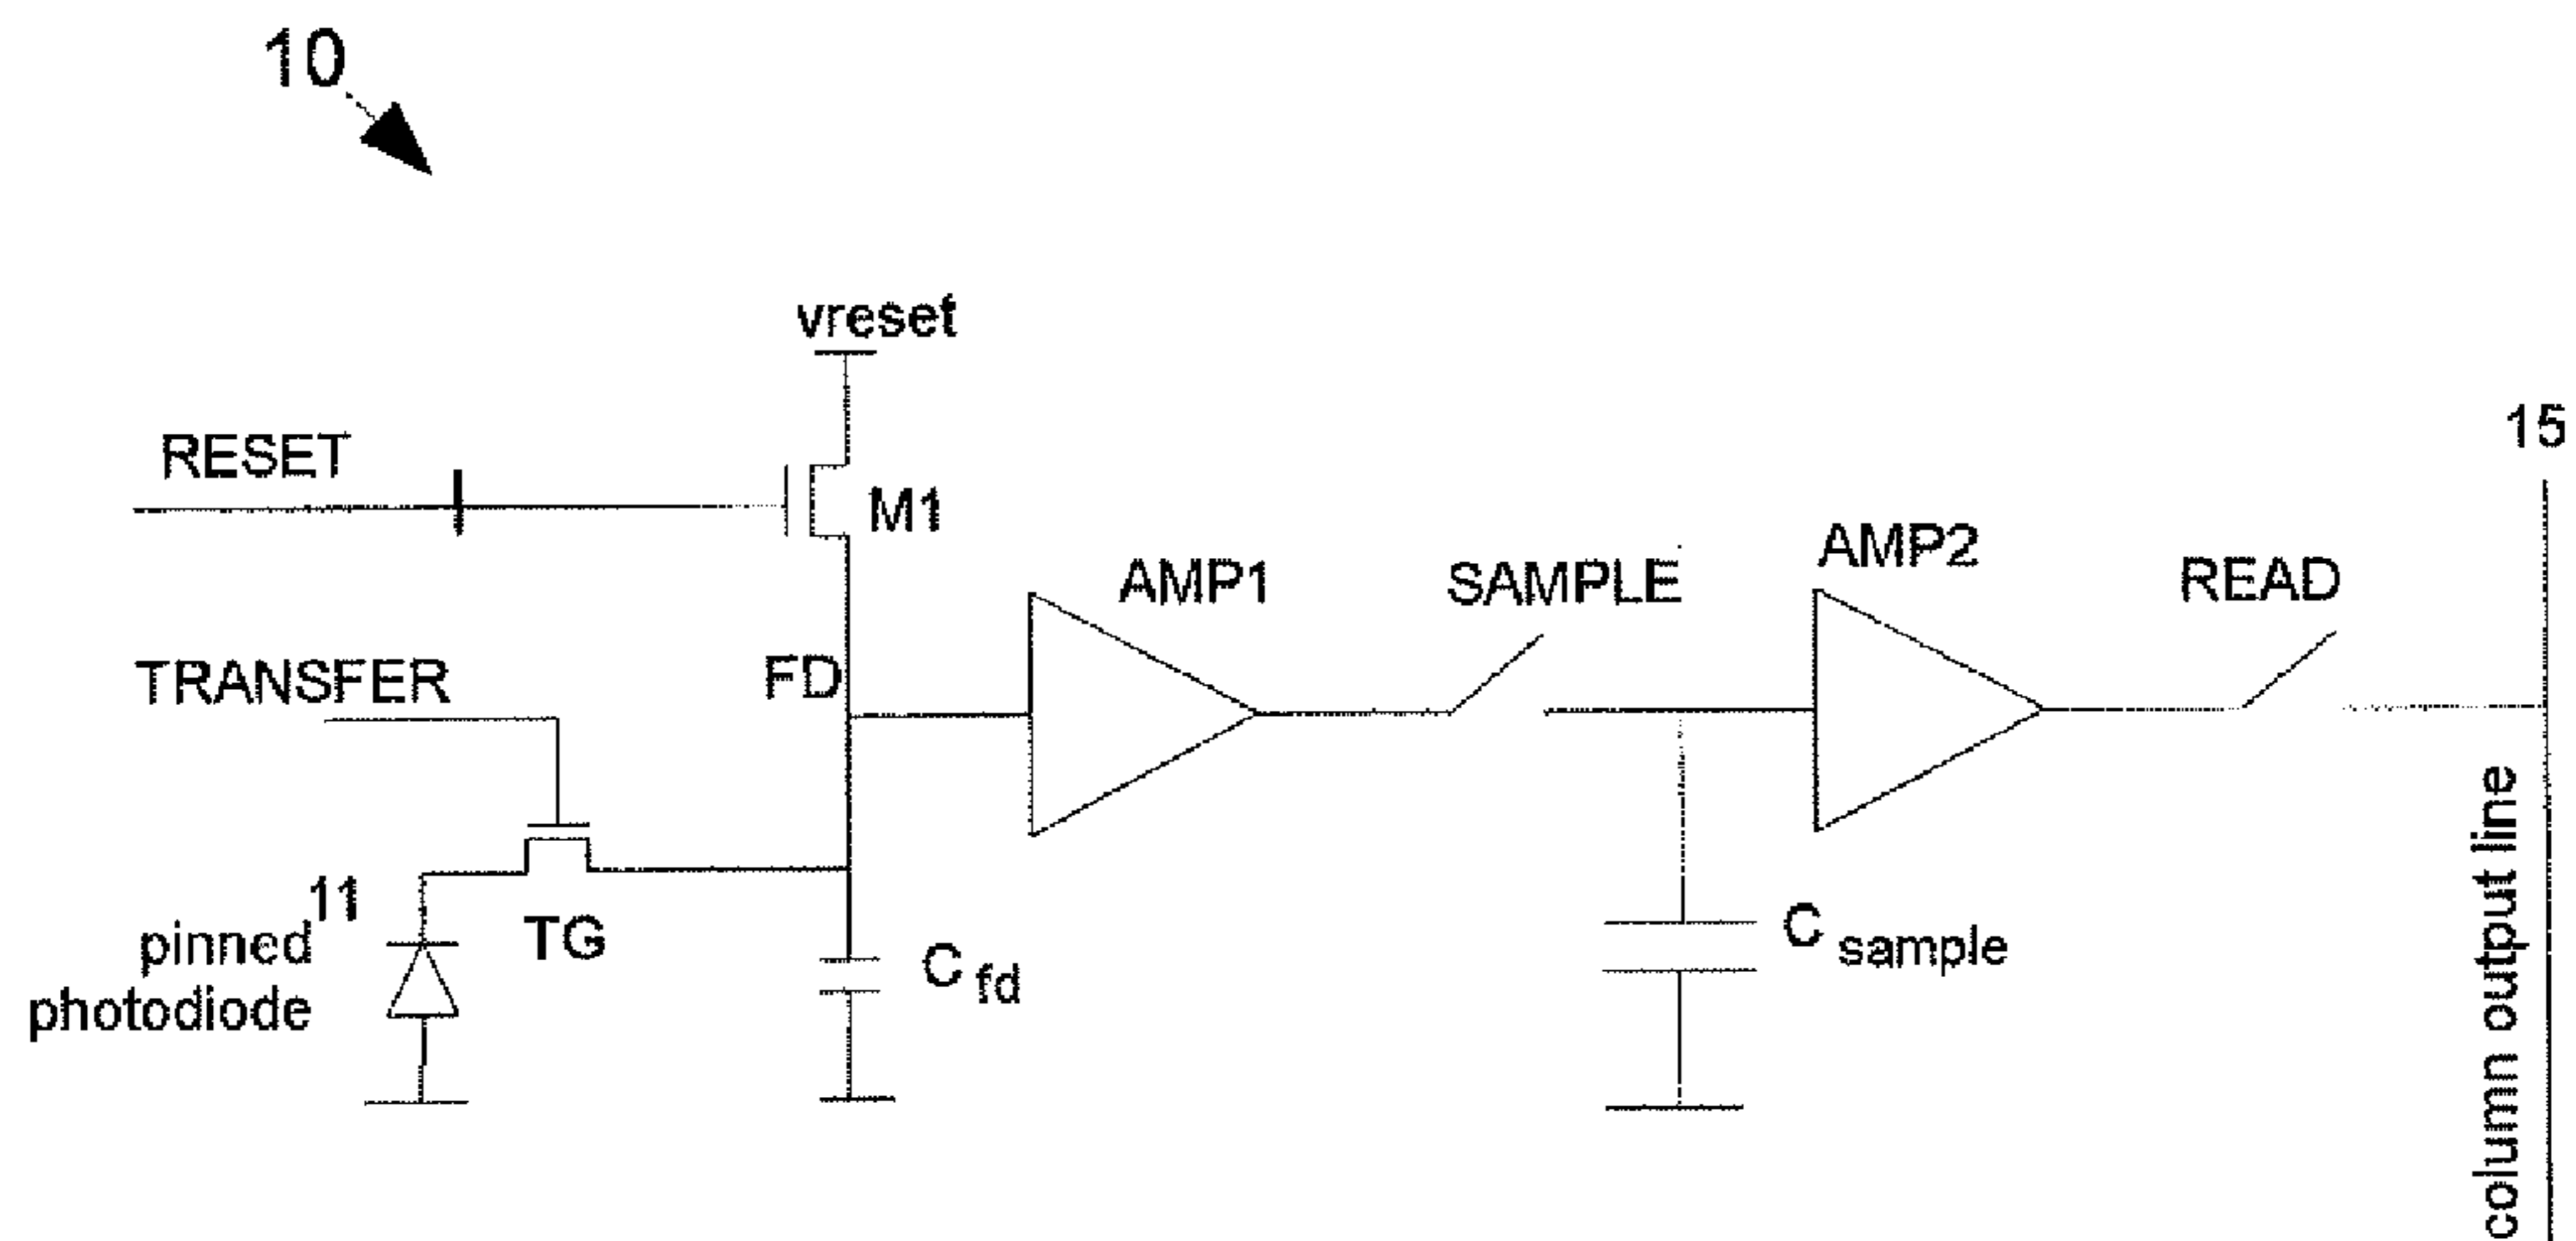 10
vreset
15
RESET
M1
AMP1
SAMPLE
AMP2
READ
TRANSFER
FD
11
pinned
photodiode
TG
C fd
C sample
column output line